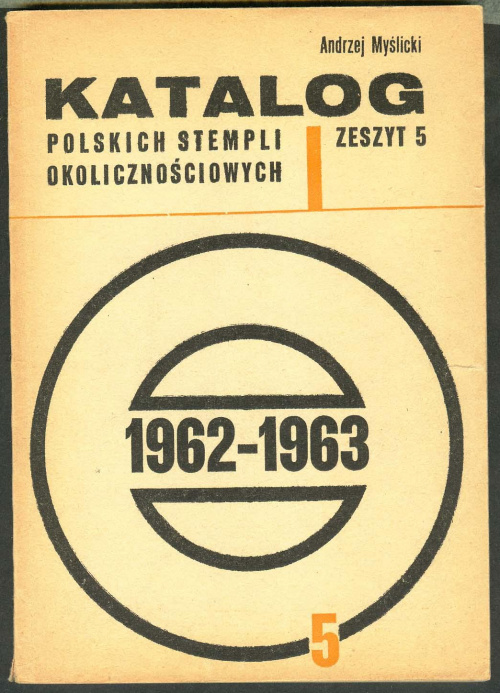 Andrzej Myślicki
KATALOG
POLSKICH STEMPLI
OKOLICZNOŚCIOWYCH
ZESZYT 5
1962-1963
5